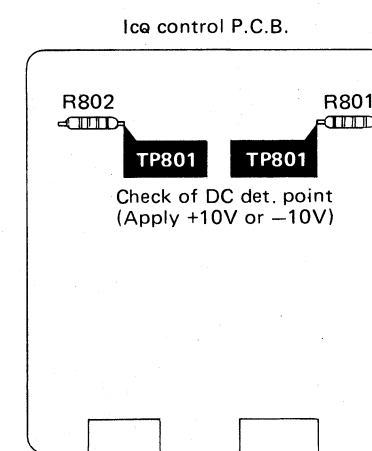 Icq control P.C.B.
R802 R801
TP801 TP801
Check of DC det. point
(Apply +10V or —10V)